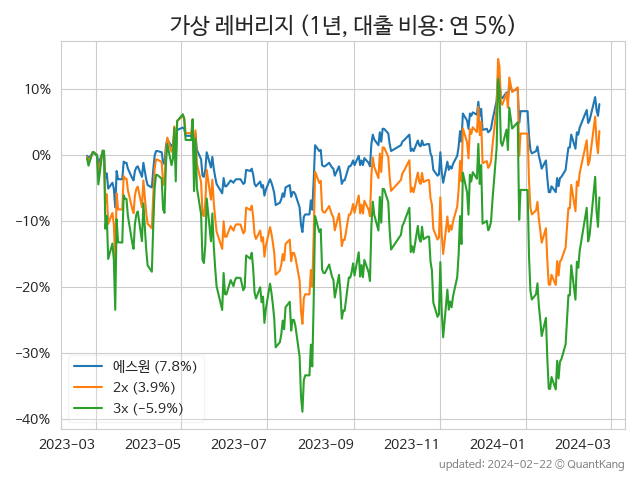 가상 레버리지 (1년, 대출 비용: 연 5%)
10%
0%
−10%
−20%
−30%
−40%
에스원 (7.8%)
2x (3.9%)
3x (−5.9%)
2023-03
2023-05
2023-07
2023-09
2023-11
2024-01
2024-03
updated: 2024-02-22 © QuantKang